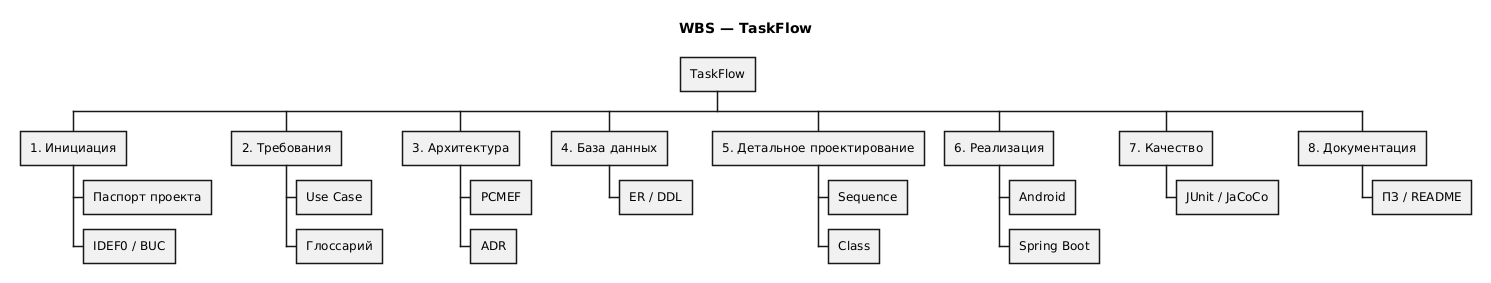 WBS — TaskFlow
TaskFlow
1. Инициация
2. Требования
3. Архитектура
4. База данных
5. Детальное проектирование
6. Реализация
7. Качество
8. Документация
Паспорт проекта
Use Case
PCMEF
ER / DDL
Sequence
Android
JUnit / JaCoCo
ПЗ / README
IDEF0 / BUC
Глоссарий
ADR
Class
Spring Boot